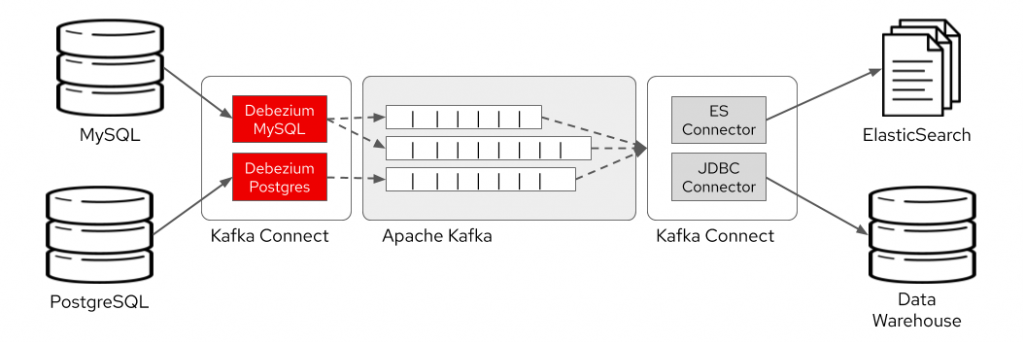 MySQL
PostgreSQL
Debezium
MySQL
Debezium
Postgres
Kafka Connect
Apache Kafka
ES
Connector
JDBC
Connector
Kafka Connect
ElasticSearch
Data
Warehouse